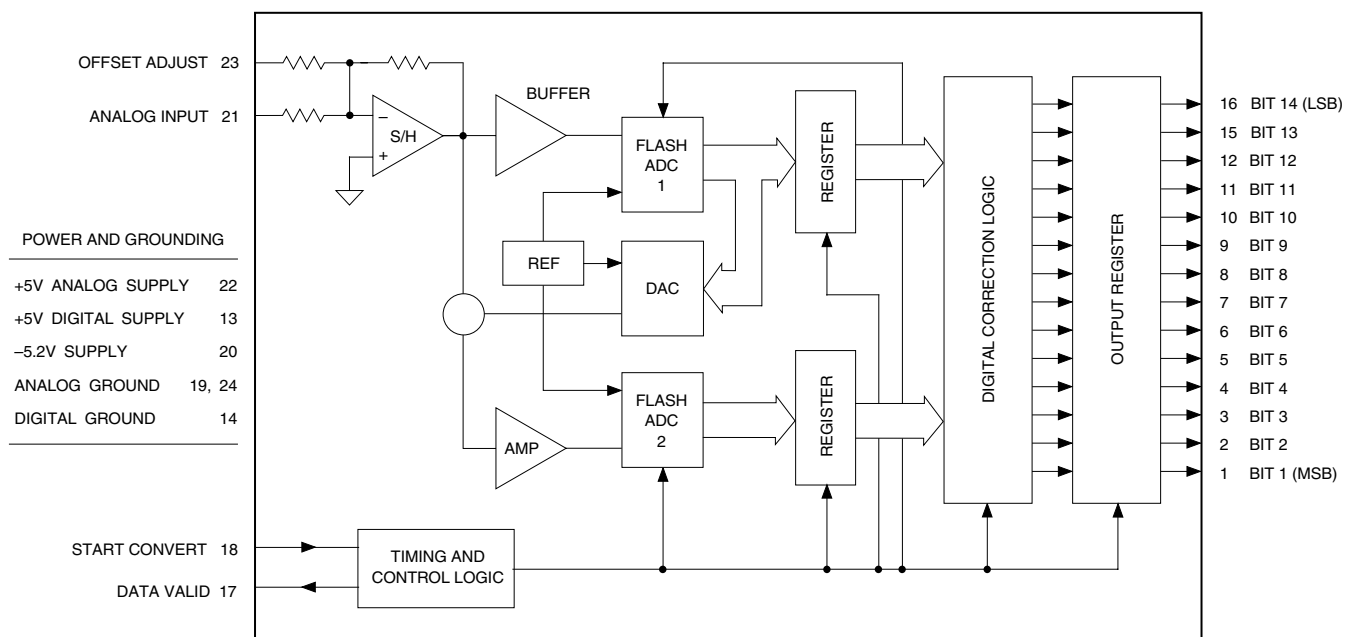 OFFSET ADJUST 23
ANALOG INPUT 21
POWER AND GROUNDING
+5V ANALOG SUPPLY 22
+5V DIGITAL SUPPLY 13
–5.2V SUPPLY 20
ANALOG GROUND 19, 24
DIGITAL GROUND 14
START CONVERT 18
DATA VALID 17
– 
S/H
+
BUFFER
FLASH
ADC
1
REF
DAC
AMP
FLASH
ADC
2
TIMING AND
CONTROL LOGIC
REGISTER
REGISTER
DIGITAL CORRECTION LOGIC
OUTPUT REGISTER
16 BIT 14 (LSB)
15 BIT 13
12 BIT 12
11 BIT 11
10 BIT 10
9 BIT 9
8 BIT 8
7 BIT 7
6 BIT 6
5 BIT 5
4 BIT 4
3 BIT 3
2 BIT 2
1 BIT 1 (MSB)